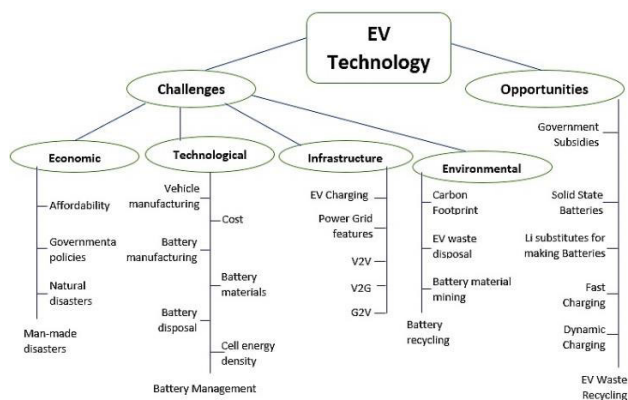 EV
Technology
Challenges
Opportunities
Economic
Technological
Infrastructure
Environmental
Affordability
Governmenta
policies
Natural
disasters
Man-made
disasters
Vehicle
manufacturing
Cost
Battery
manufacturing
Battery
materials
Battery
disposal
Cell energy
density
Battery Management
EV Charging
Power Grid
features
V2V
V2G
G2V
Carbon
Footprint
EV waste
disposal
Battery material
mining
Battery
recycling
Government
Subsidies
Solid State
Batteries
Li substitutes for
making Batteries
Fast
Charging
Dynamic
Charging
EV Waste
Recycling